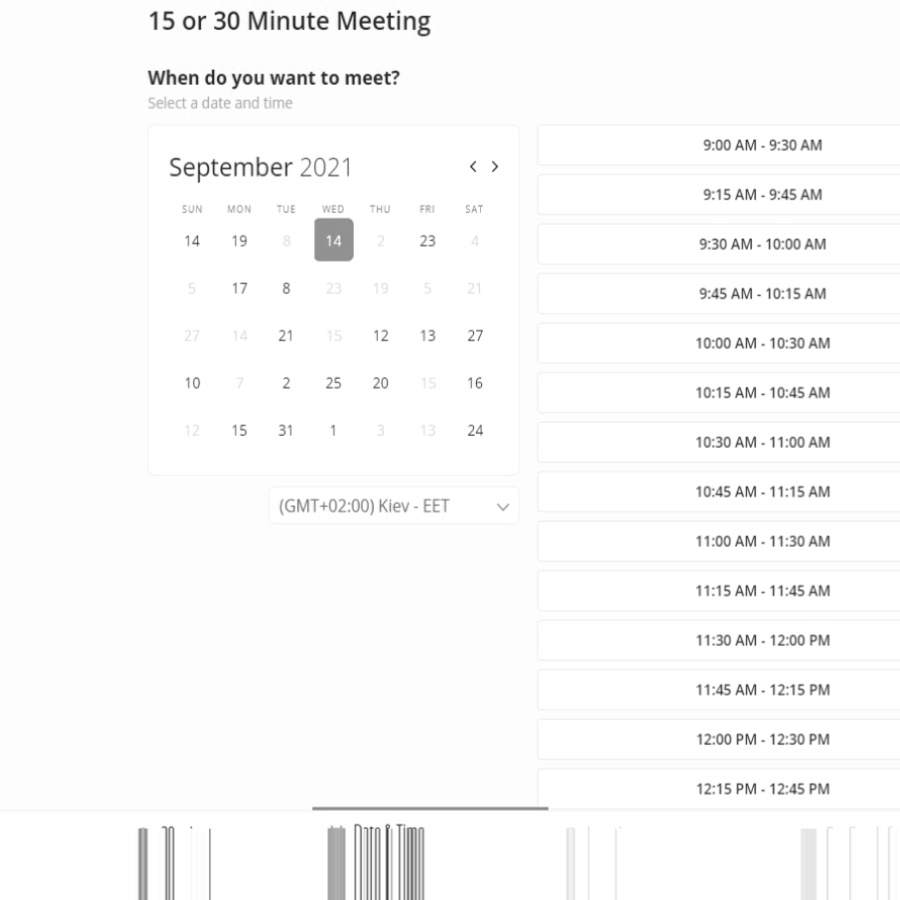 15 or 30 Minute Meeting
When do you want to meet?
Select a date and time
September 2021
SUN MON TUE WED THU FRI SAT
14 19 8 14 2 23 4
5 17 8 23 19 5 21
27 14 21 15 12 13 27
10 7 2 25 20 15 16
12 15 31 1 3 13 24
(GMT+02:00) Kiev - EET
9:00 AM - 9:30 AM
9:15 AM - 9:45 AM
9:30 AM - 10:00 AM
9:45 AM - 10:15 AM
10:00 AM - 10:30 AM
10:15 AM - 10:45 AM
10:30 AM - 11:00 AM
10:45 AM - 11:15 AM
11:00 AM - 11:30 AM
11:15 AM - 11:45 AM
11:30 AM - 12:00 PM
11:45 AM - 12:15 PM
12:00 PM - 12:30 PM
12:15 PM - 12:45 PM
Date & Time